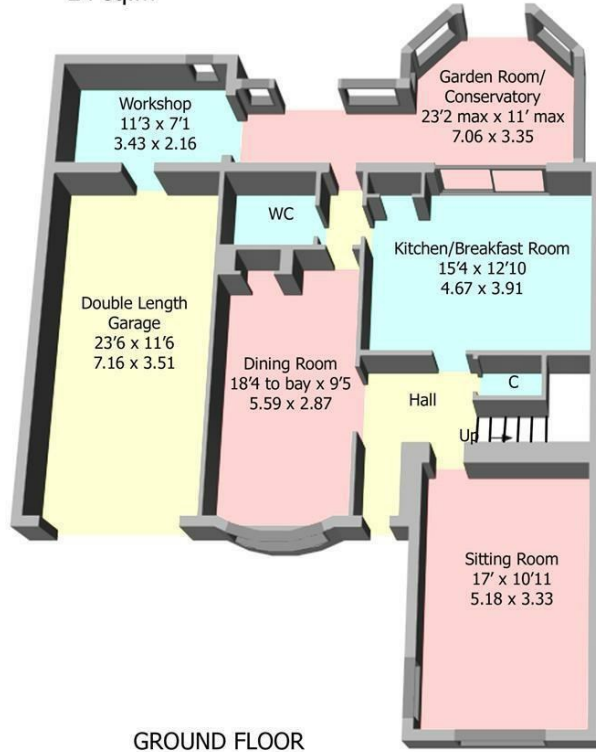 Garden Room/
Conservatory
23'2 max x 11' max
7.06 x 3.35
Workshop
11'3 x 7'1
3.43 x 2.16
WC
Kitchen/Breakfast Room
15'4 x 12'10
4.67 x 3.91
Double Length
Garage
23'6 x 11'6
7.16 x 3.51
Dining Room
18'4 to bay x 9'5
5.59 x 2.87
Hall
C
Up
Sitting Room
17' x 10'11
5.18 x 3.33
GROUND FLOOR